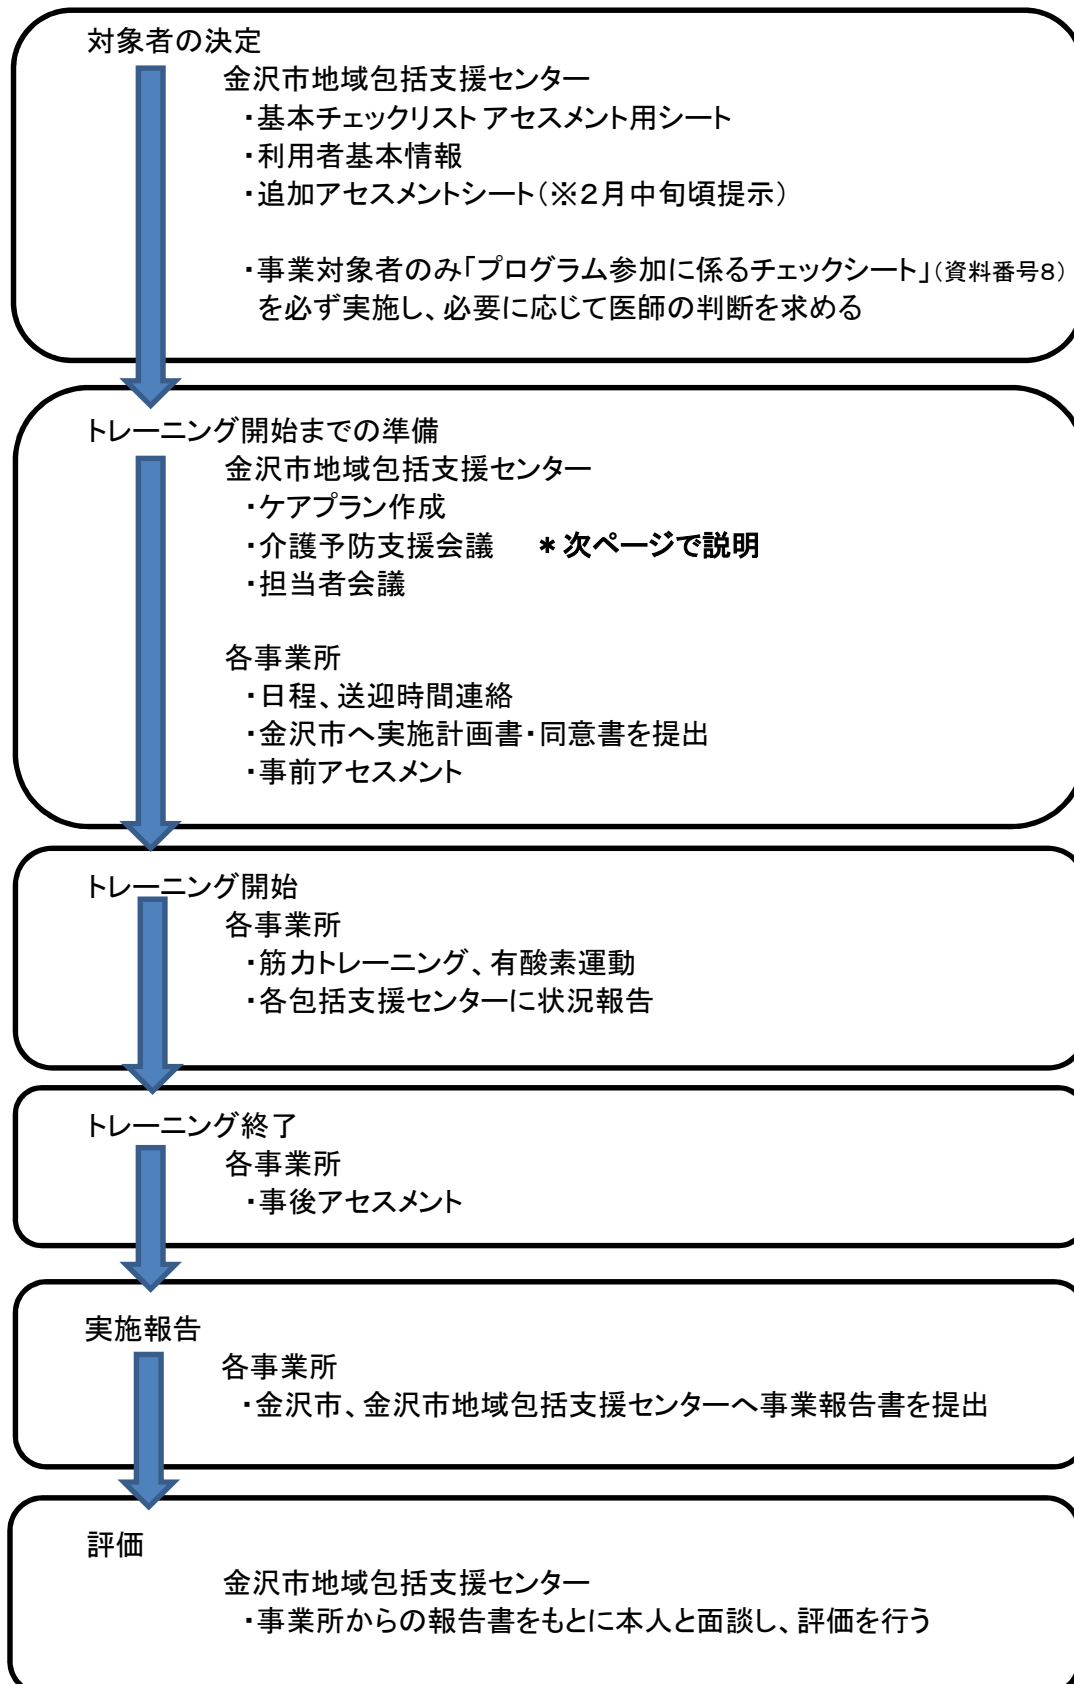 対象者の決定
金沢市地域包括支援センター
・基本チェックリスト アセスメント用シート
・利用者基本情報
・追加アセスメントシート（※２月中旬頃提示）
・事業対象者のみ「プログラム参加に係るチェックシート」（資料番号８）
を必ず実施し、必要に応じて医師の判断を求める
トレーニング開始までの準備
金沢市地域包括支援センター
・ケアプラン作成
・介護予防支援会議　＊次ページで説明
・担当者会議
各事業所
・日程、送迎時間連絡
・金沢市へ実施計画書・同意書を提出
・事前アセスメント
トレーニング開始
各事業所
・筋力トレーニング、有酸素運動
・各包括支援センターに状況報告
トレーニング終了
各事業所
・事後アセスメント
実施報告
各事業所
・金沢市、金沢市地域包括支援センターへ事業報告書を提出
評価
金沢市地域包括支援センター
・事業所からの報告書をもとに本人と面談し、評価を行う